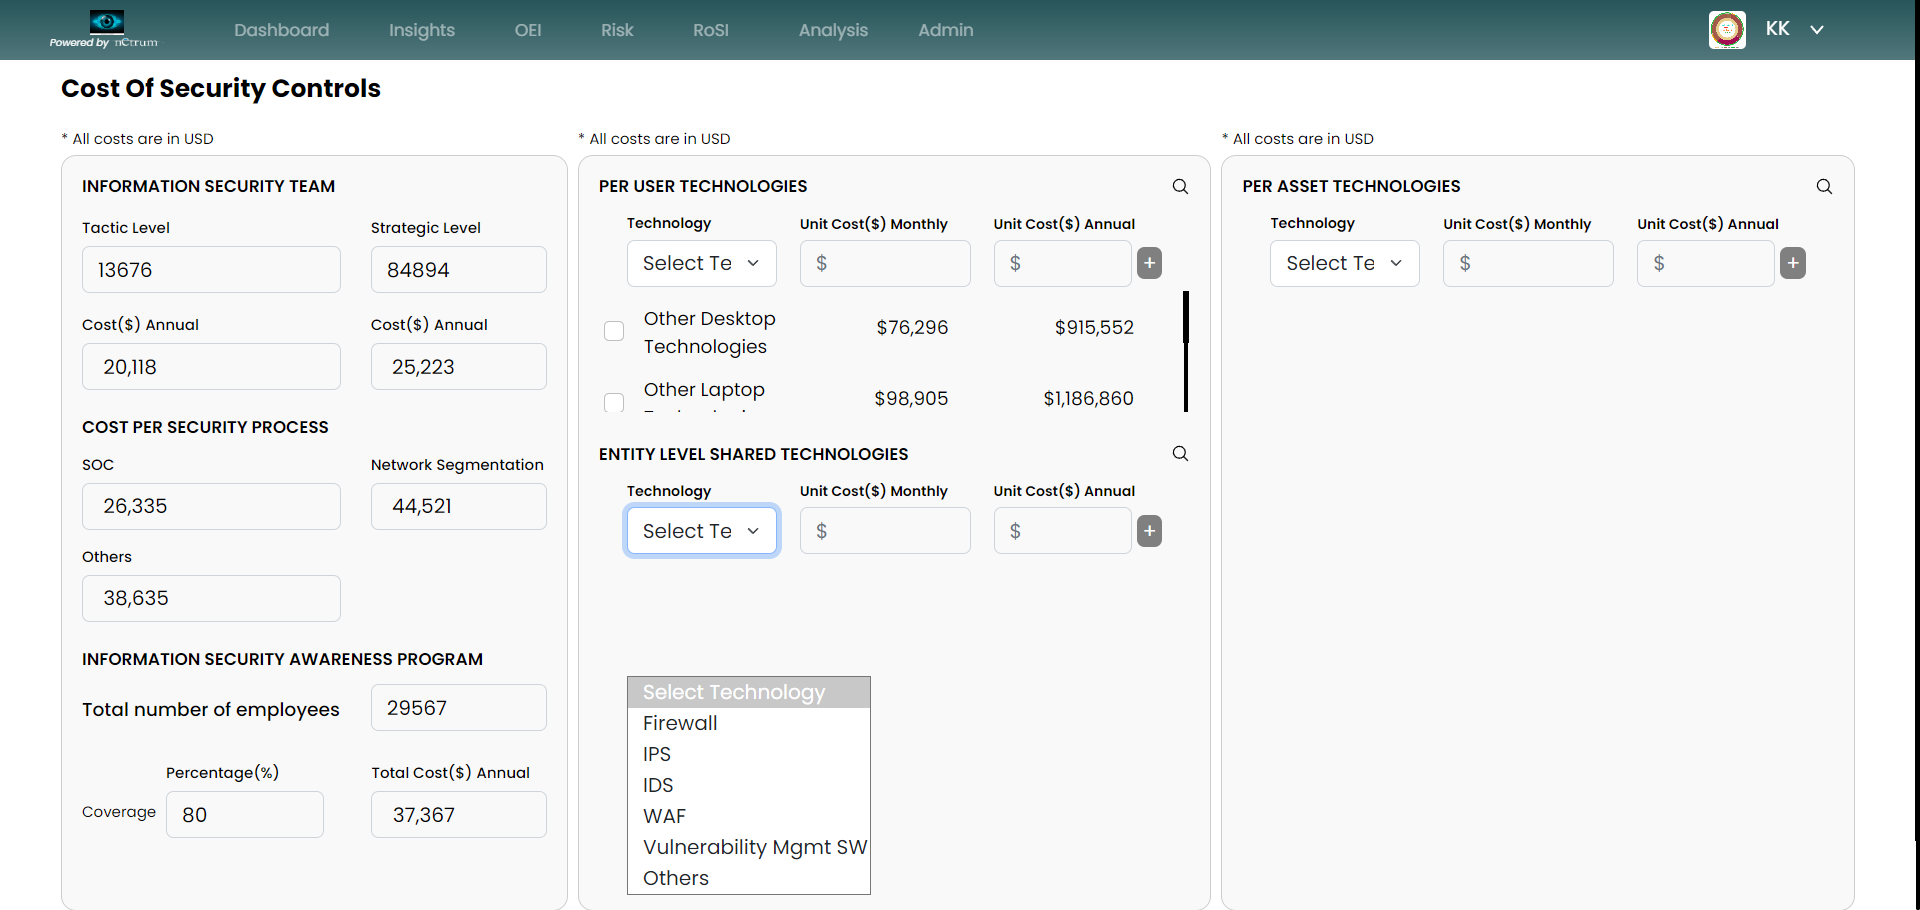 Powered by nCtrum
Dashboard Insights OEI Risk RoSI Analysis Admin KK
Cost Of Security Controls
* All costs are in USD
INFORMATION SECURITY TEAM
Tactic Level Strategic Level
13676 84894
Cost($) Annual Cost($) Annual
20,118 25,223
COST PER SECURITY PROCESS
SOC Network Segmentation
26,335 44,521
Others
38,635
INFORMATION SECURITY AWARENESS PROGRAM
Total number of employees 29567
Percentage(%) Total Cost($) Annual
Coverage 80 37,367
* All costs are in USD
PER USER TECHNOLOGIES
Technology Unit Cost($) Monthly Unit Cost($) Annual
Select Te $ $ +
Other Desktop
Technologies $76,296 $915,552
Other Laptop
$98,905 $1,186,860
ENTITY LEVEL SHARED TECHNOLOGIES
Technology Unit Cost($) Monthly Unit Cost($) Annual
Select Te $ $ +
Select Technology
Firewall
IPS
IDS
WAF
Vulnerability Mgmt SW
Others
* All costs are in USD
PER ASSET TECHNOLOGIES
Technology Unit Cost($) Monthly Unit Cost($) Annual
Select Te $ $ +